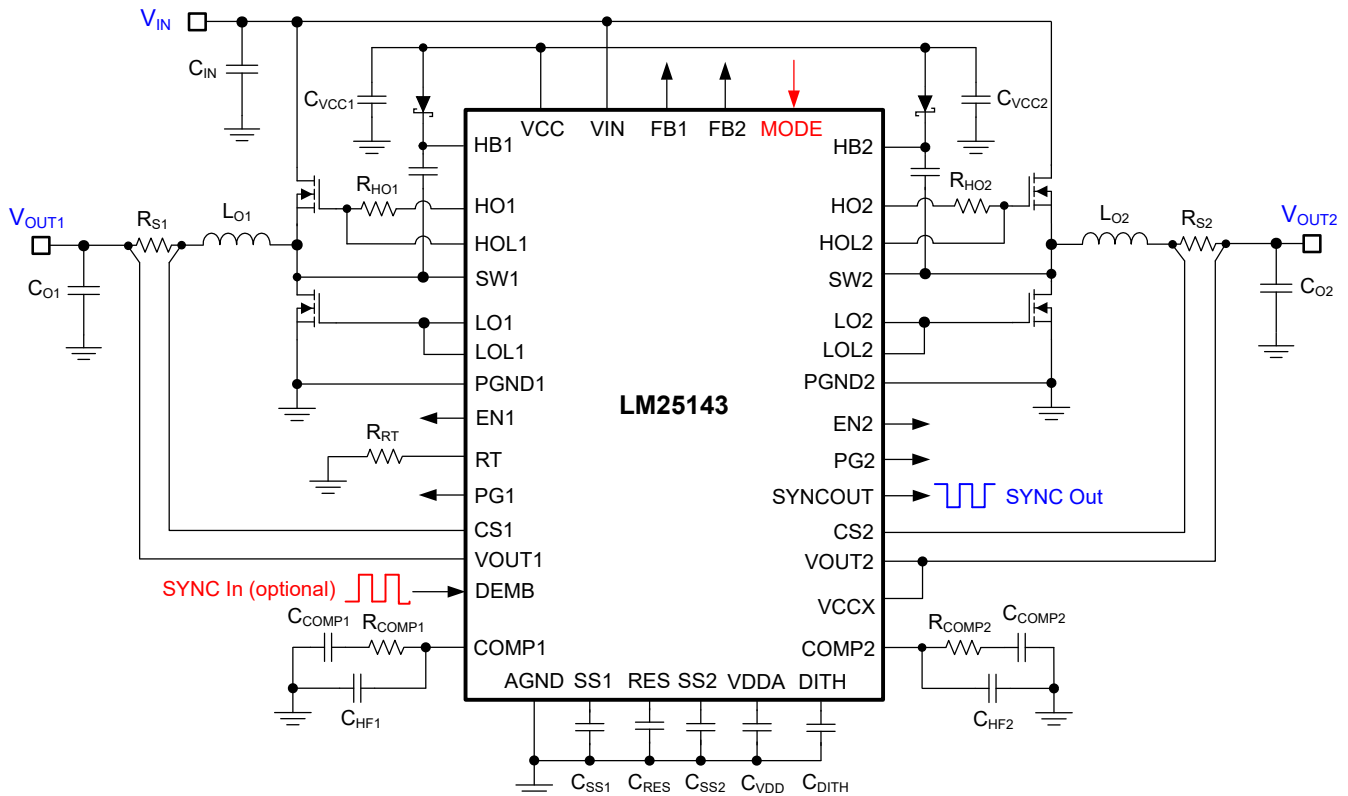 VIN
CIN
CVCC1
CVCC2
VCC VIN FB1 FB2 MODE
HB1
HB2
RHO1
HO1
HO2
RHO2
VOUT1
RS1
LO1
HOL1
HOL2
LO2
RS2
VOUT2
SW1
SW2
CO1
CO2
LO1
LO2
LOL1
LOL2
PGND1
PGND2
LM25143
EN1
EN2
RRT
RT
PG2
PG1
SYNCOUT
SYNC Out
CS1
CS2
VOUT1
VOUT2
SYNC In (optional)
DEMB
VCCX
CCOMP1
RCOMP1
COMP1
COMP2
RCOMP2
CCOMP2
CHF1
CHF2
AGND SS1 RES SS2 VDDA DITH
CSS1 CRES CSS2 CVDD CDITH